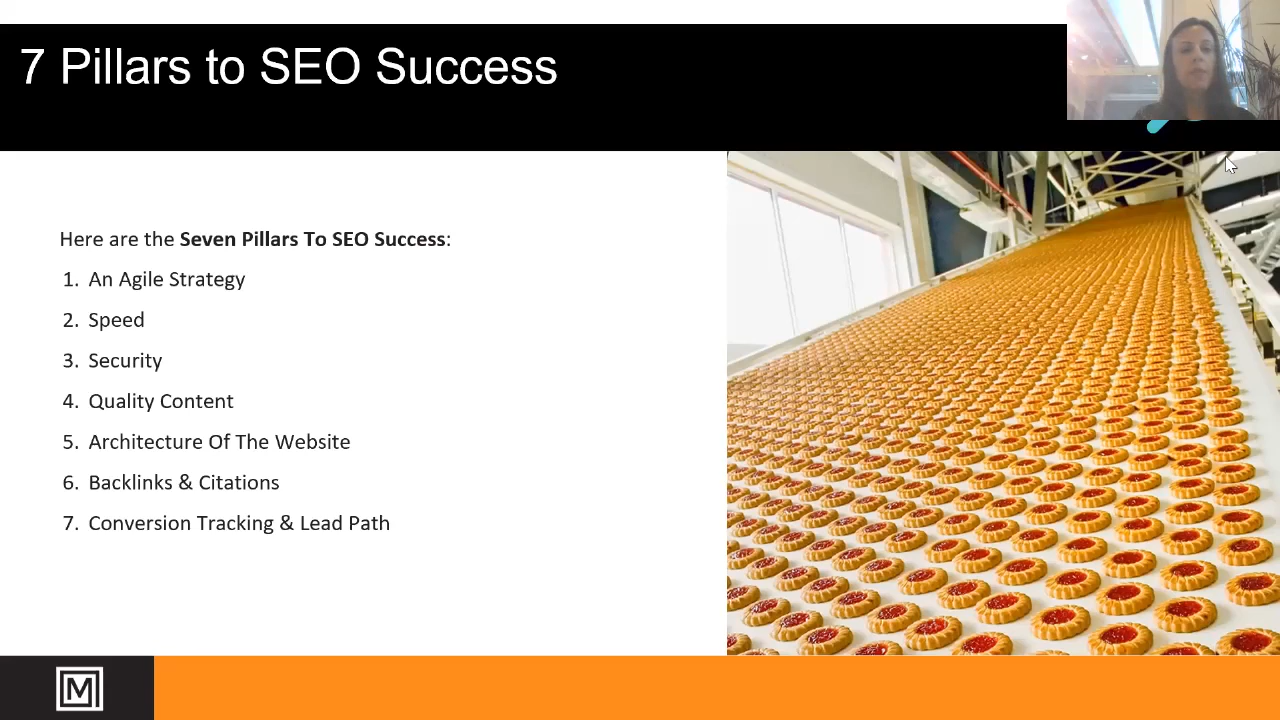 7 Pillars to SEO Success
Here are the Seven Pillars To SEO Success:
1. An Agile Strategy
2. Speed
3. Security
4. Quality Content
5. Architecture Of The Website
6. Backlinks & Citations
7. Conversion Tracking & Lead Path
M